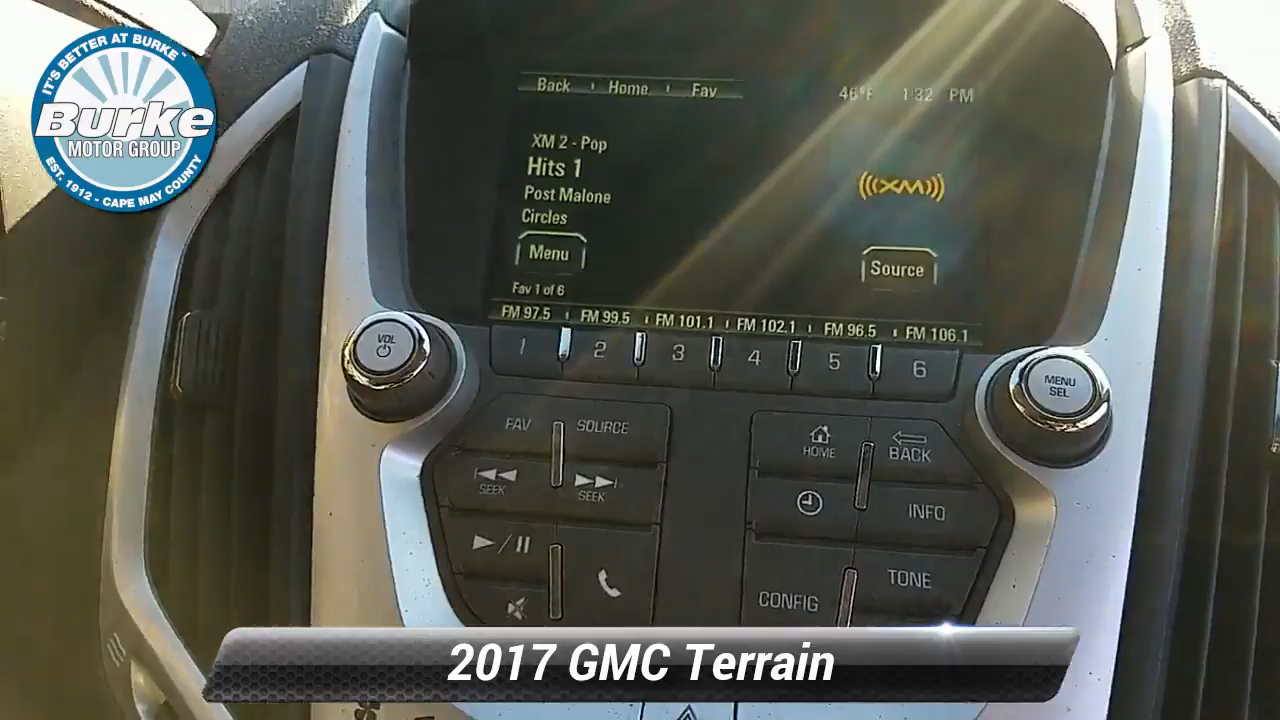 IT'S BETTER AT BURKE™
Burke
MOTOR GROUP
EST. 1912 - CAPE MAY COUNTY
Back Home Fav 46°F 1:32 PM
XM 2 - Pop
Hits 1
Post Malone
Circles
(((XM)))
Menu
Source
Fav 1 of 6
FM 97.5 FM 99.5 FM 101.1 FM 102.1 FM 96.5 FM 106.1
1 2 3 4 5 6
VOL
MENU
SEL
FAV SOURCE
HOME
BACK
SEEK
SEEK
INFO
TONE
CONFIG
2017 GMC Terrain